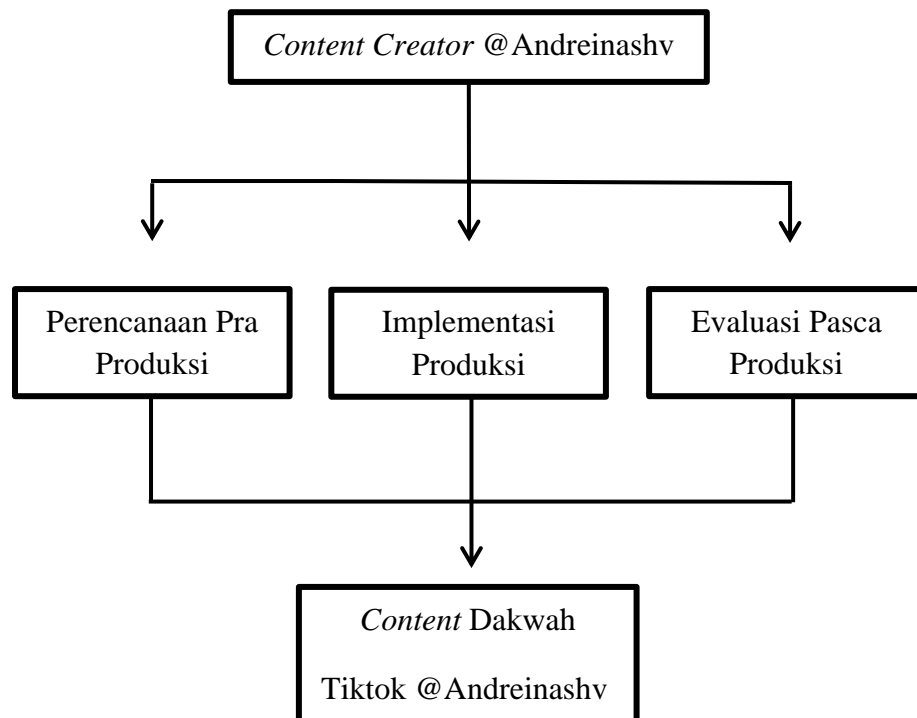 Content Creator @Andreinashv
Perencanaan Pra
Produksi
Implementasi
Produksi
Evaluasi Pasca
Produksi
Content Dakwah
Tiktok @Andreinashv